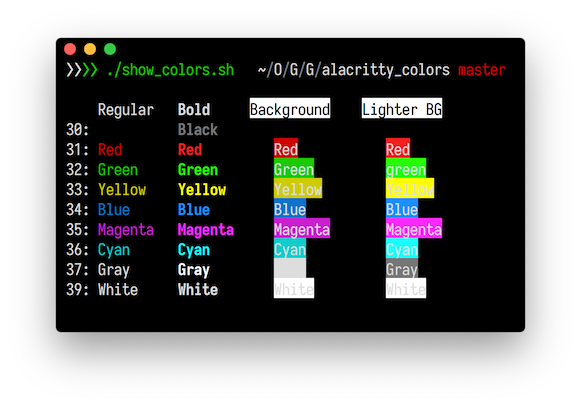 ❯❯❯❯ ./show_colors.sh ~/O/G/G/alacritty_colors master
Regular Bold Background Lighter BG
30: Black
31: Red Red Red Red
32: Green Green Green green
33: Yellow Yellow Yellow Yellow
34: Blue Blue Blue Blue
35: Magenta Magenta Magenta Magenta
36: Cyan Cyan Cyan Cyan
37: Gray Gray Gray
39: White White White White